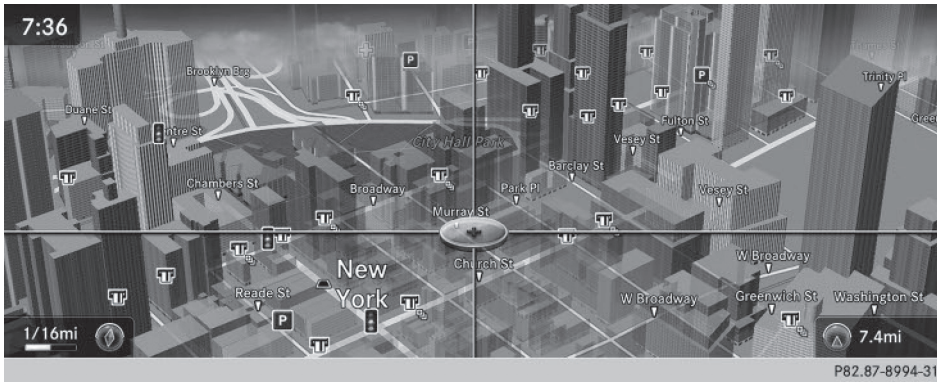 7:36
Brooklyn Brg
Trinity Pl
Duane St
Fulton St
ntre St
City Hall Park
Vesey St
Barclay St
Chambers St
Broadway
Park Pl
Vesey St
Murray St
Church St
W Broadway
New
York
Reade St
W Broadway
Greenwich St
Washington St
1/16mi
7.4mi
P82.87-8994-31
P
P
P